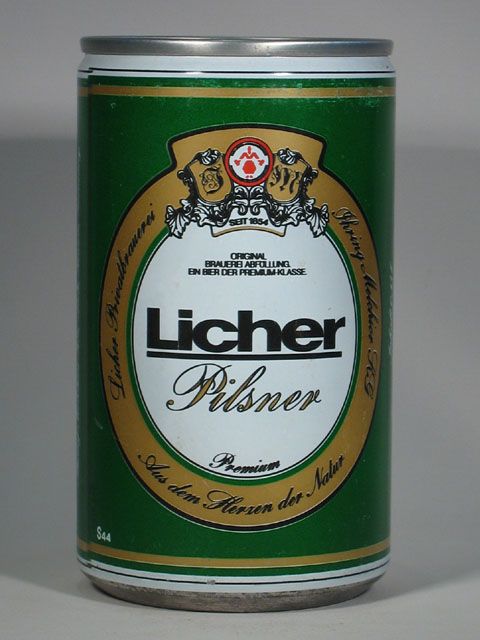 J M
SEIT 1854
ORIGINAL
BRAUEREI ABFÜLLUNG.
EIN BIER DER PREMIUM-KLASSE.
Licher
Pilsner
Premium
Licher Privatbrauerei
Ihring Melchior KG
Aus dem Herzen der Natur
S44